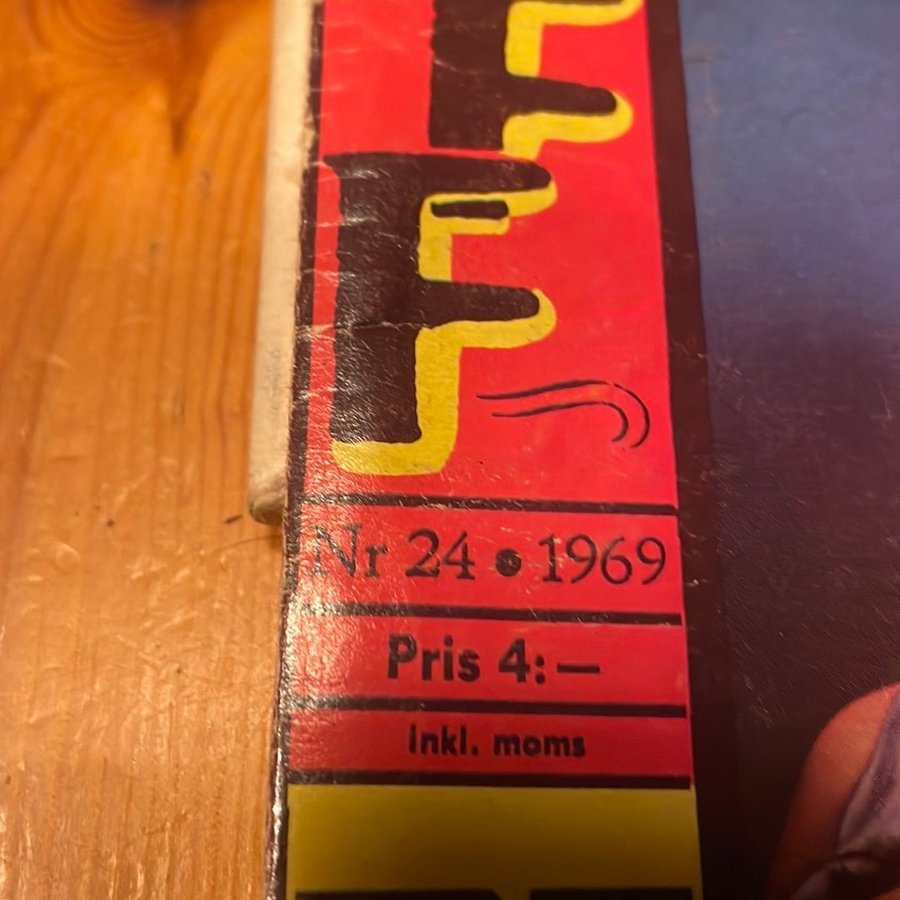 F
F
Nr 24 • 1969
Pris 4:—
inkl. moms